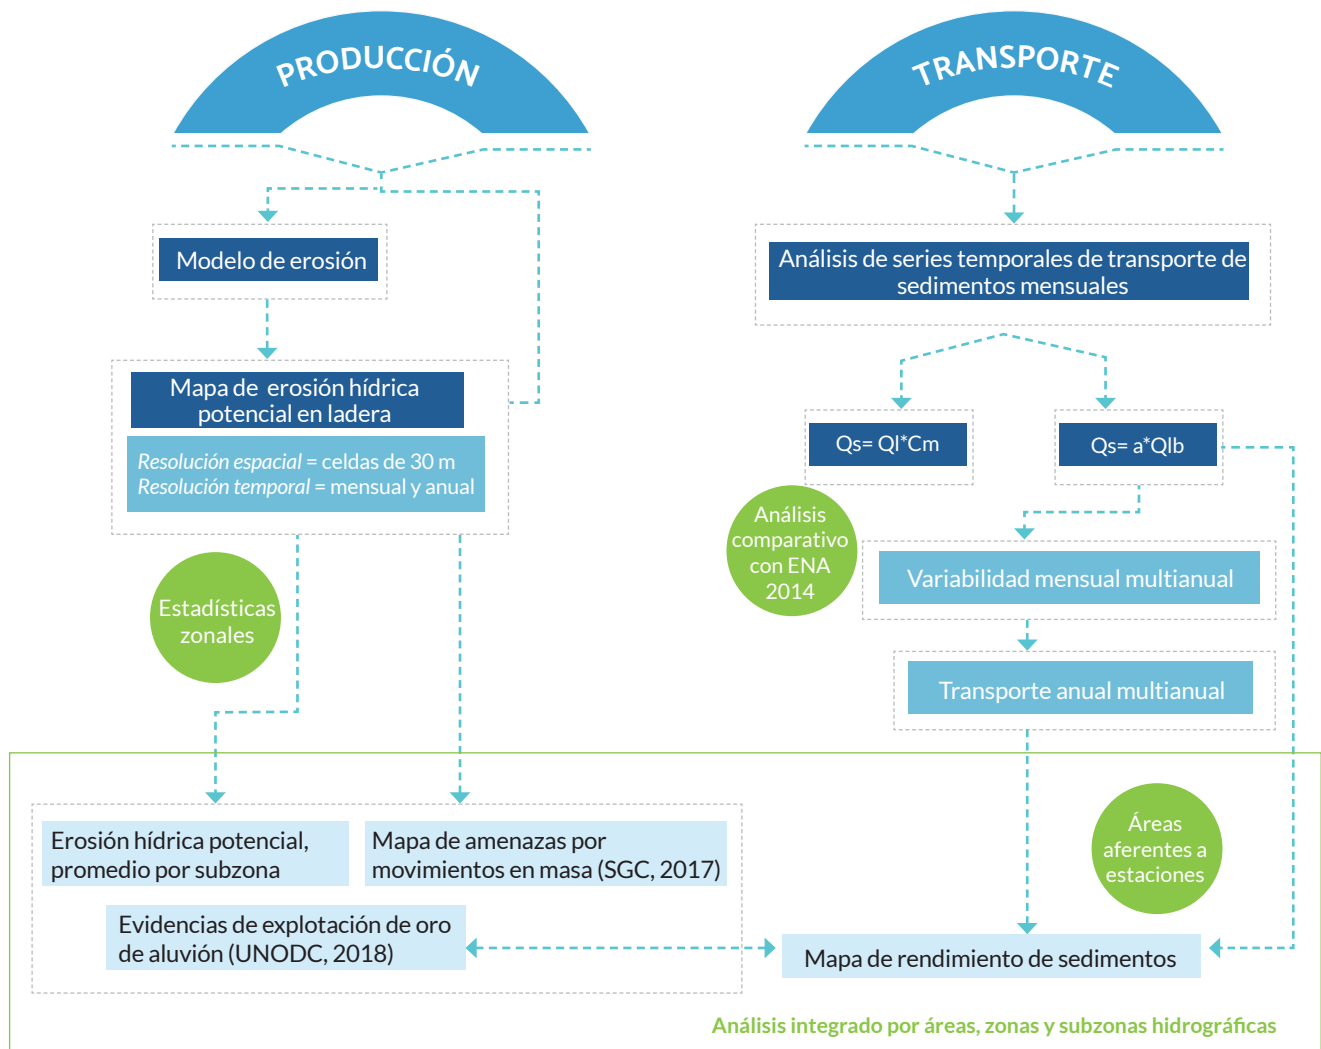 PRODUCCIÓN
Modelo de erosión
Mapa de erosión hídrica
potencial en ladera
Resolución espacial = celdas de 30 m
Resolución temporal = mensual y anual
Estadísticas
zonales
TRANSPORTE
Análisis de series temporales de transporte de
sedimentos mensuales
Qs= Ql*Cm
Qs= a*Qlb
Análisis
comparativo
con ENA
2014
Variabilidad mensual multianual
Transporte anual multianual
Erosión hídrica potencial,
promedio por subzona
Mapa de amenazas por
movimientos en masa (SGC, 2017)
Evidencias de explotación de oro
de aluvión (UNODC, 2018)
Áreas
aferentes a
estaciones
Mapa de rendimiento de sedimentos
Análisis integrado por áreas, zonas y subzonas hidrográficas